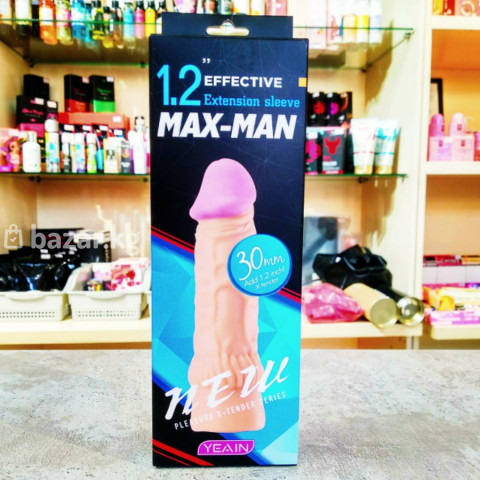 1.2”
EFFECTIVE
Extension sleeve
MAX-MAN
bazar.kg
30mm
Add 1.2 inch
X-tender
NEW
PLEASURE X-TENDER SERIES
YEAIN